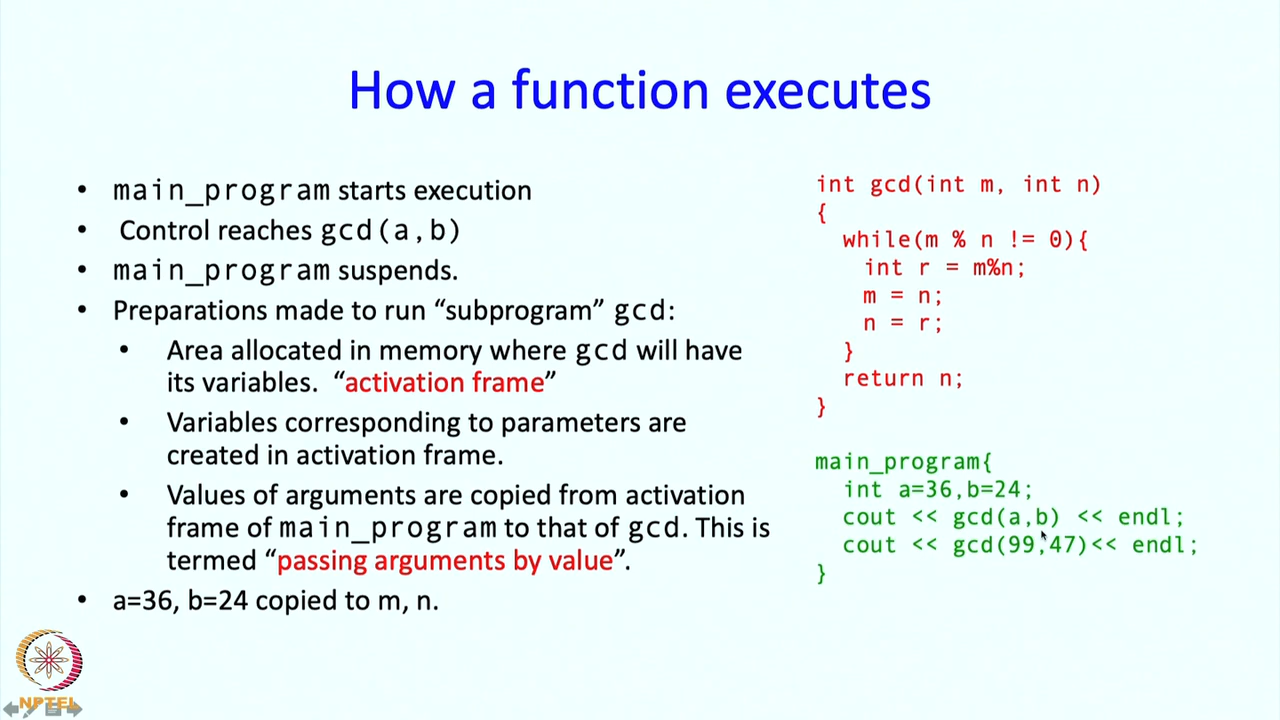 How a function executes
• main_program starts execution
• Control reaches gcd(a,b)
• main_program suspends.
• Preparations made to run “subprogram” gcd:
• Area allocated in memory where gcd will have
its variables. “activation frame”
• Variables corresponding to parameters are
created in activation frame.
• Values of arguments are copied from activation
frame of main_program to that of gcd. This is
termed “passing arguments by value”.
• a=36, b=24 copied to m, n.
int gcd(int m, int n)
{
while(m % n != 0){
int r = m%n;
m = n;
n = r;
}
return n;
}
main_program{
int a=36,b=24;
cout << gcd(a,b) << endl;
cout << gcd(99,47)<< endl;
}
NPTEL